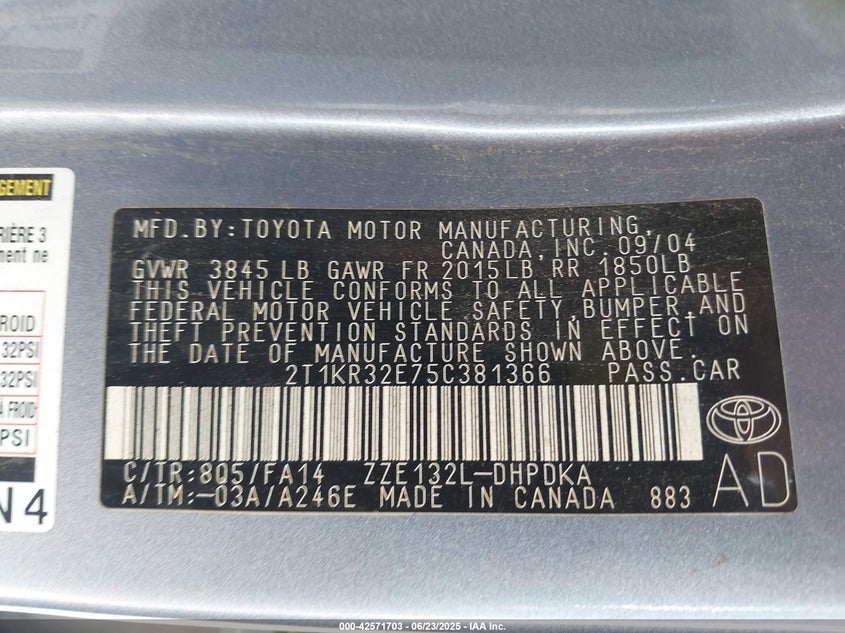 GEMENT
RIÈRE 3
ment ne
ROID
32PSI
32PSI
À FROID
PSI
N 4
MFD.BY:TOYOTA MOTOR MANUFACTURING,
CANADA,INC. 09/04
GVWR 3845 LB GAWR FR 2015LB RR 1850LB
THIS VEHICLE CONFORMS TO ALL APPLICABLE
FEDERAL MOTOR VEHICLE SAFETY,BUMPER,AND
THEFT PREVENTION STANDARDS IN EFFECT ON
THE DATE OF MANUFACTURE SHOWN ABOVE.
2T1KR32E75C381366 PASS.CAR
C/TR:8Q5/FA14 ZZE132L-DHPDKA
A/TM:-03A/A246E MADE IN CANADA 883
AD
000-42571703 - 06/23/2025 - IAA Inc.